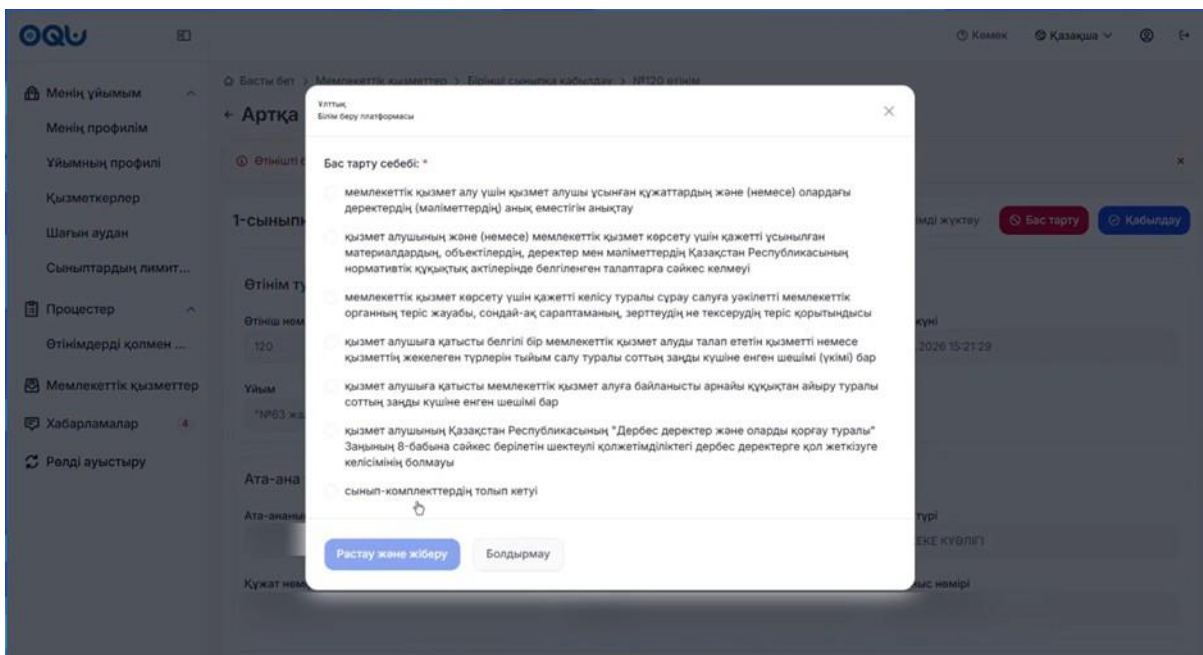 OQU
Көмек
Қазақша
Менің ұйымым
Менің профилім
Ұйымның профилі
Қызметкерлер
Шағын аудан
Сыныптардың лимит...
Процестер
Өтінімдерді қолмен ...
Мемлекеттік қызметтер
Хабарламалар 4
Рөлді ауыстыру
Басты бет > Мемлекеттік қызметтер > Бірінші сыныпқа қабылдау > №120 өтінім
← Артқа
Өтінішті
1-сынып
Бас тарту
Қабылдау
жүктеу
Өтінім
Өтініш
120
күні
2026 15:21:29
Ұйым
"№63
Ата-ана
түрі
Құжат
нөмірі
Ұлттық
Білім беру платформасы
Бас тарту себебі: *
мемлекеттік қызмет алу үшін қызмет алушы ұсынған құжаттардың және (немесе) олардағы
деректердің (мәліметтердің) анық еместігін анықтау
қызмет алушының және (немесе) мемлекеттік қызмет көрсету үшін қажетті ұсынылған
материалдардың, объектілердің, деректер мен мәліметтердің Қазақстан Республикасының
нормативтік құқықтық актілерінде белгіленген талаптарға сәйкес келмеуі
мемлекеттік қызмет көрсету үшін қажетті келісу туралы сұрау салуға уәкілетті мемлекеттік
органның теріс жауабы, сондай-ақ сараптаманың, зерттеудің не тексерудің теріс қорытындысы
қызмет алушыға қатысты белгілі бір мемлекеттік қызмет алуды талап ететін қызметті немесе
қызметтің жекелеген түрлерін тыйым салу туралы соттың заңды күшіне енген шешімі (үкімі) бар
қызмет алушыға қатысты мемлекеттік қызмет алуға байланысты арнайы құқықтан айыру туралы
соттың заңды күшіне енген шешімі бар
қызмет алушының Қазақстан Республикасының "Дербес деректер және оларды қорғау туралы"
Заңының 8-бабына сәйкес берілетін шектеулі қолжетімділіктегі дербес деректерге қол жеткізуге
келісімінің болмауы
сынып-комплекттердің толып кетуі
Растау және жіберу
Болдырмау